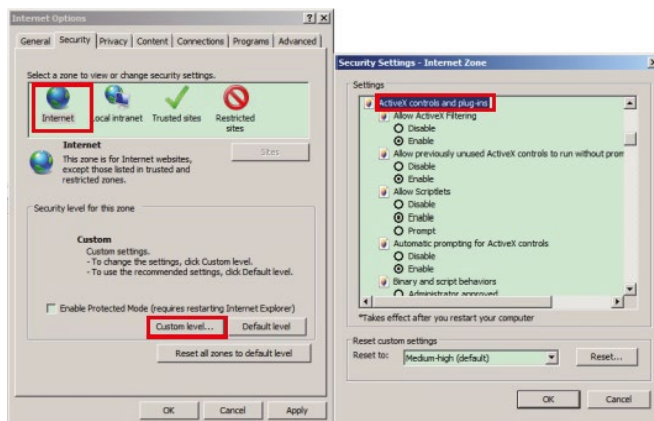 Internet Options
General Security Privacy Content Connections Programs Advanced
Select a zone to view or change security settings.
Internet
Local intranet
Trusted sites
Restricted
sites
Internet
This zone is for Internet websites,
except those listed in trusted and
restricted zones.
Sites
Security level for this zone
Custom
Custom settings.
- To change the settings, click Custom level.
- To use the recommended settings, click Default level.
Enable Protected Mode (requires restarting Internet Explorer)
Custom level...
Default level
Reset all zones to default level
OK
Cancel
Apply
Security Settings - Internet Zone
Settings
ActiveX controls and plug-ins
Allow ActiveX Filtering
Disable
Enable
Allow previously unused ActiveX controls to run without prom
Disable
Enable
Allow Scriptlets
Disable
Enable
Prompt
Automatic prompting for ActiveX controls
Disable
Enable
Binary and script behaviors
Administrator approved
*Takes effect after you restart your computer
Reset custom settings
Reset to:
Medium-high (default)
Reset...
OK
Cancel